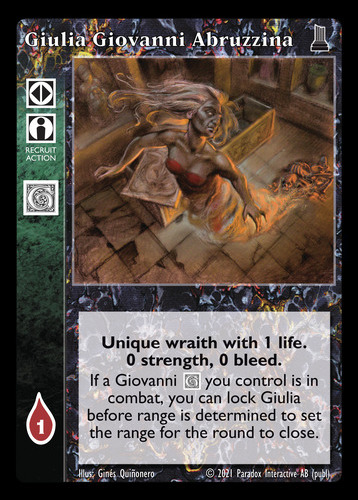 Giulia Giovanni Abruzzina
RECRUIT
ACTION
Unique wraith with 1 life.
0 strength, 0 bleed.
If a Giovanni you control is in
combat, you can lock Giulia
before range is determined to set
the range for the round to close.
1
Illus: Ginés Quiñonero
© 2021 Paradox Interactive AB (publ)